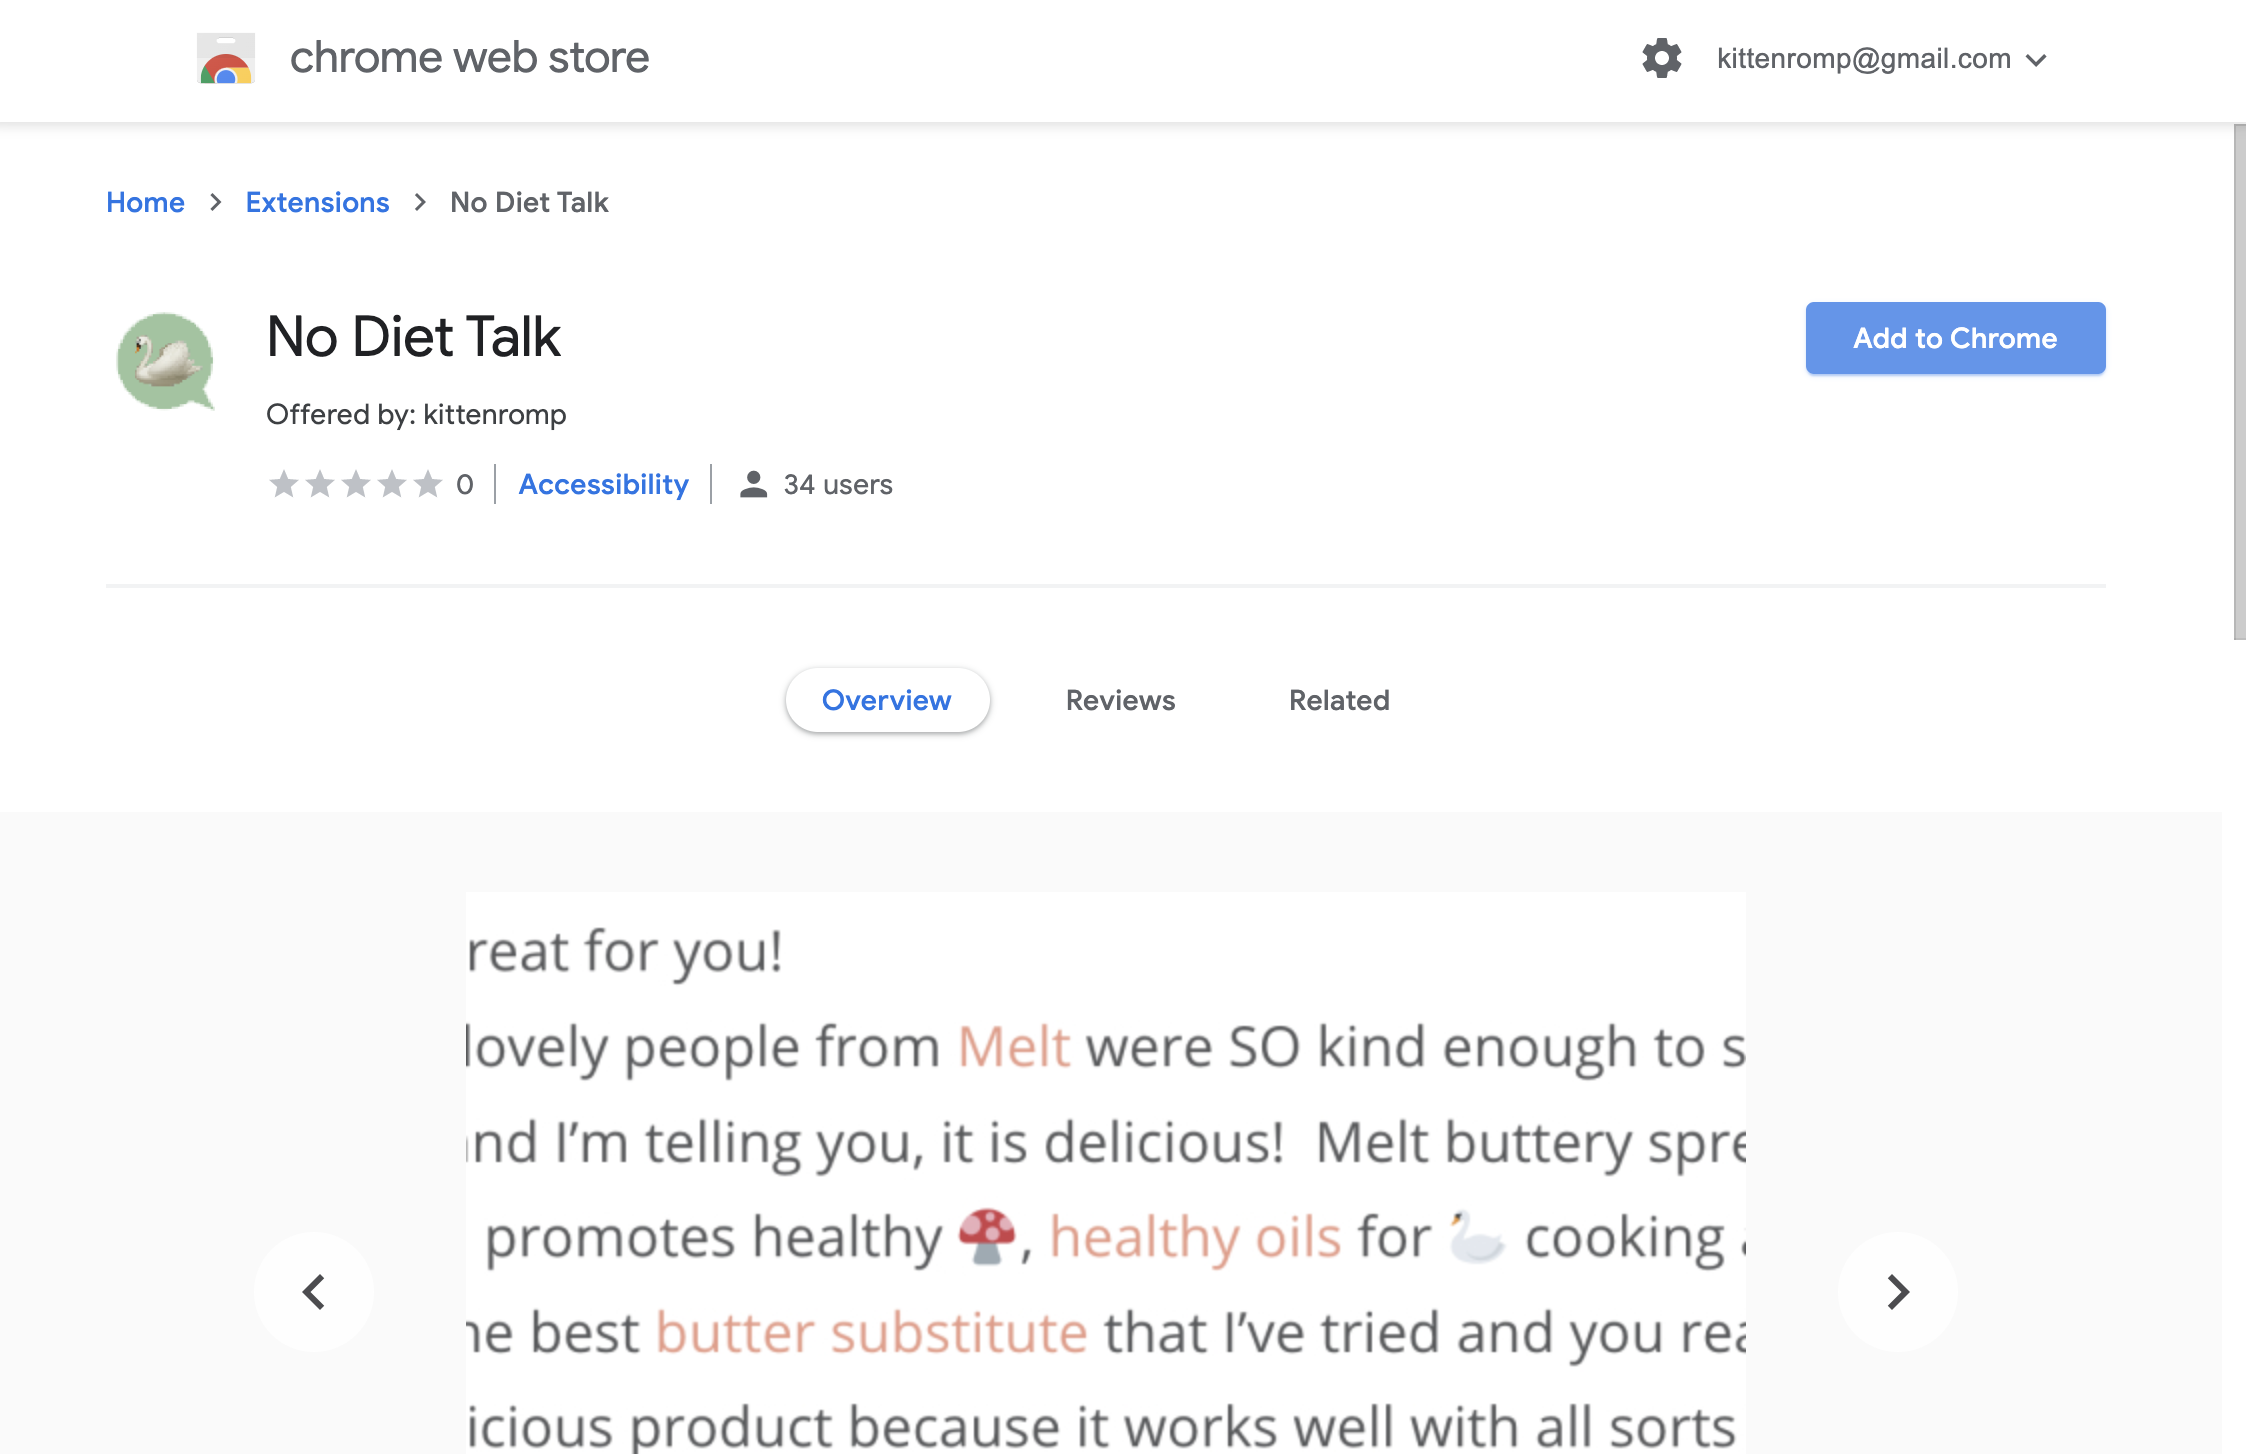 chrome web store
kittenromp@gmail.com
Home > Extensions > No Diet Talk
No Diet Talk
Add to Chrome
Offered by: kittenromp
0 | Accessibility | 34 users
Overview Reviews Related
reat for you!
lovely people from Melt were SO kind enough to s
nd I’m telling you, it is delicious! Melt buttery spre
promotes healthy 🍄, healthy oils for 🦢 cooking
he best butter substitute that I’ve tried and you rea
icious product because it works well with all sorts